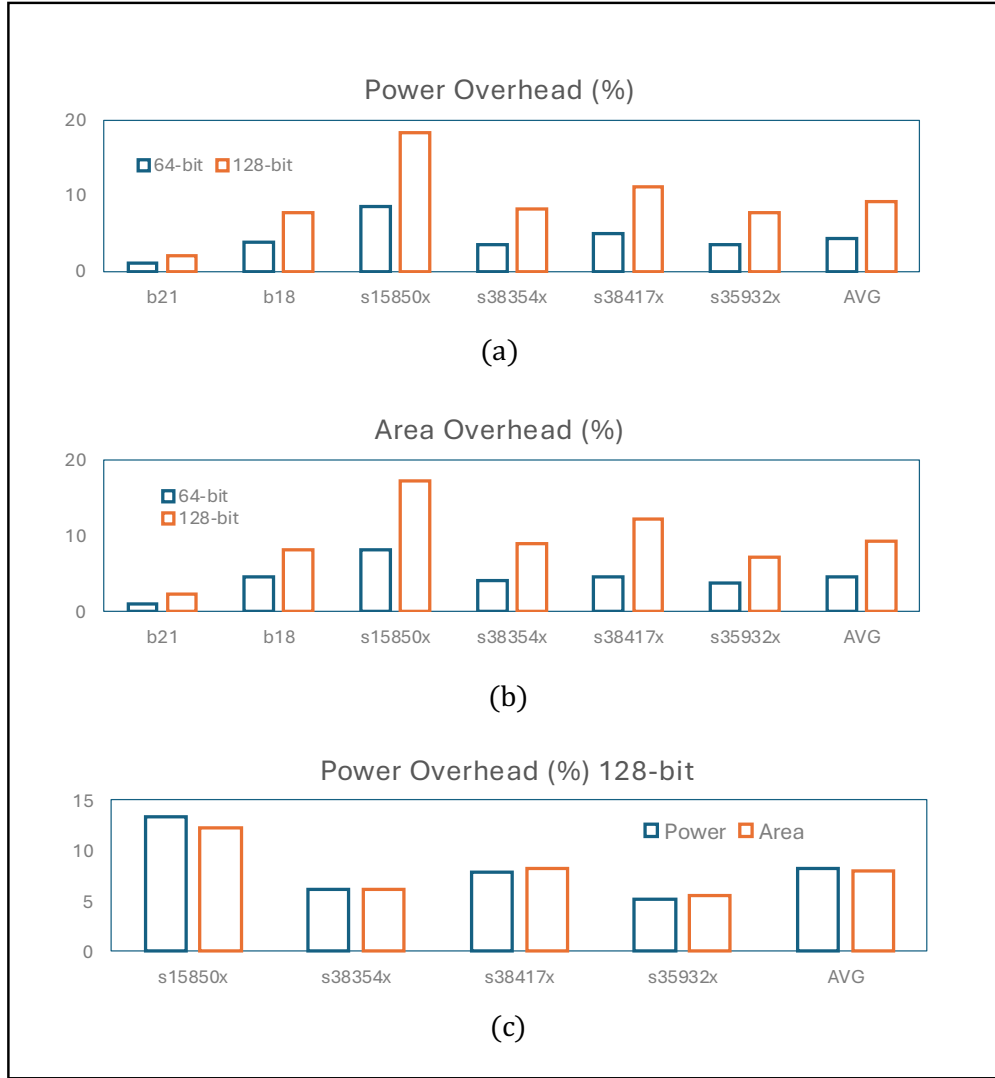 Power Overhead (%)
20
64-bit 128-bit
10
0
b21 b18 s15850x s38354x s38417x s35932x AVG
(a)
Area Overhead (%)
20
64-bit
128-bit
10
0
b21 b18 s15850x s38354x s38417x s35932x AVG
(b)
Power Overhead (%) 128-bit
15
Power Area
10
5
0
s15850x s38354x s38417x s35932x AVG
(c)